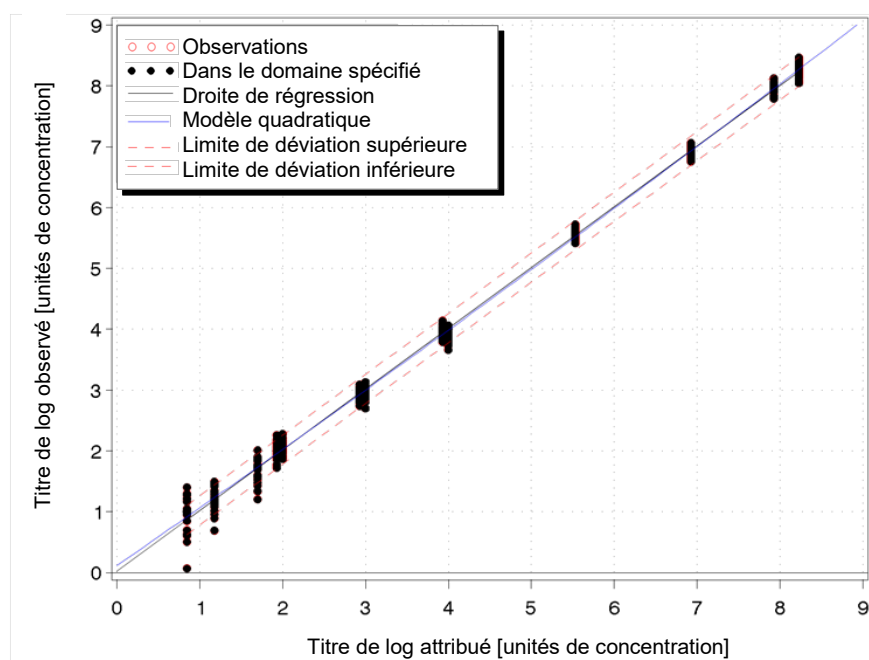 Observations
Dans le domaine spécifié
Droite de régression
Modèle quadratique
Limite de déviation supérieure
Limite de déviation inférieure
Titre de log observé [unités de concentration]
9
8
7
6
5
4
3
2
1
0
0 1 2 3 4 5 6 7 8 9
Titre de log attribué [unités de concentration]